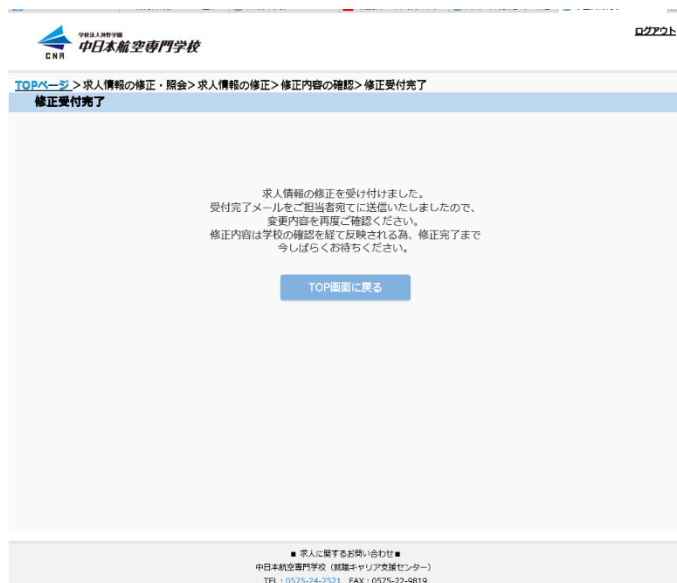 ログアウト
学校法人神野学園
中日本航空専門学校
CNA
TOPページ>求人情報の修正・照会>求人情報の修正>修正内容の確認>修正受付完了
修正受付完了
求人情報の修正を受け付けました。
受付完了メールをご担当者宛てに送信いたしましたので、
変更内容を再度ご確認ください。
修正内容は学校の確認を経て反映される為、修正完了まで
今しばらくお待ちください。
TOP画面に戻る
■ 求人に関するお問い合わせ■
中日本航空専門学校（就職キャリア支援センター）
TEL：0575-24-2521 FAX：0575-22-9819